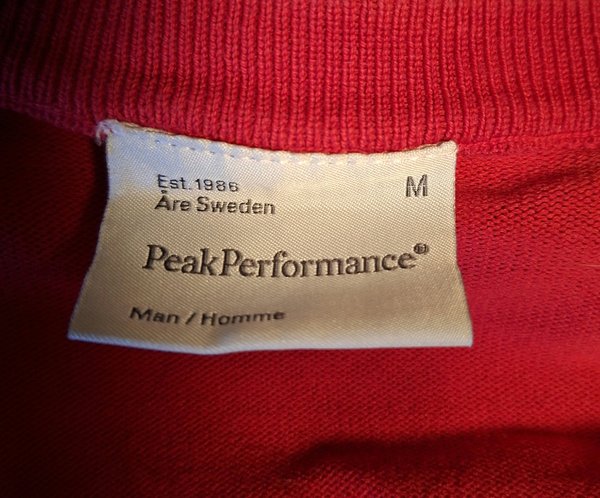 Est.1986
M
Åre Sweden
PeakPerformance®
Man / Homme